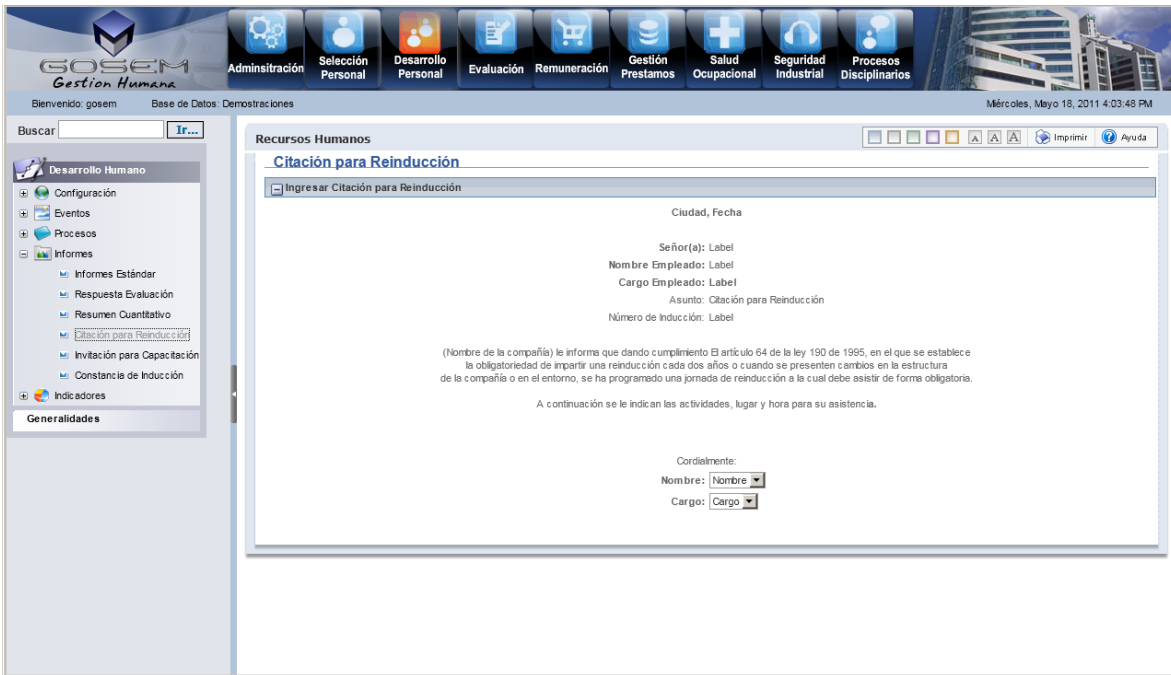 GOSEM
Gestion Humana
Adminsitración
Selección
Personal
Desarrollo
Personal
Evaluación
Remuneración
Gestión
Prestamos
Salud
Ocupacional
Seguridad
Industrial
Procesos
Disciplinarios
Bienvenido: gosem Base de Datos: Demostraciones Miércoles, Mayo 18, 2011 4:03:48 PM
Buscar Ir...
Desarrollo Humano
Configuración
Eventos
Procesos
Informes
Informes Estándar
Respuesta Evaluación
Resumen Cuantitativo
Citación para Reinducción
Invitación para Capacitación
Constancia de Inducción
Indicadores
Generalidades
Recursos Humanos A A A Imprimir Ayuda
Citación para Reinducción
Ingresar Citación para Reinducción
Ciudad, Fecha
Señor(a): Label
Nombre Empleado: Label
Cargo Empleado: Label
Asunto: Citación para Reinducción
Número de Inducción: Label
(Nombre de la compañía) le informa que dando cumplimiento El artículo 64 de la ley 190 de 1995, en el que se establece
la obligatoriedad de impartir una reinducción cada dos años o cuando se presenten cambios en la estructura
de la compañía o en el entorno, se ha programado una jornada de reinducción a la cual debe asistir de forma obligatoria.
A continuación se le indican las actividades, lugar y hora para su asistencia.
Cordialmente:
Nombre: Nombre
Cargo: Cargo